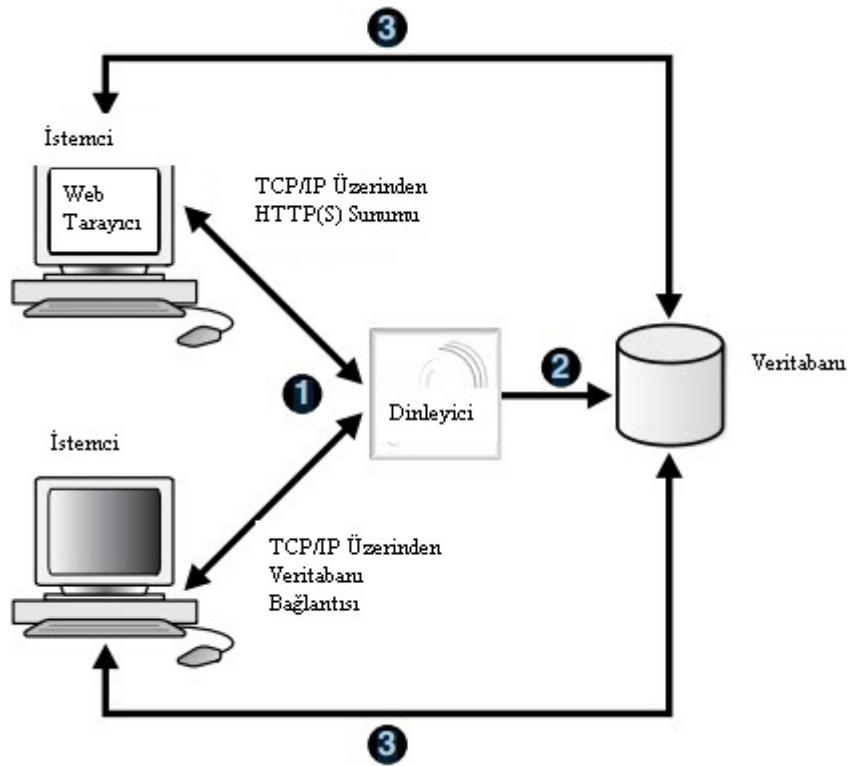 3
İstemci
Web
Tarayıcı
TCP/IP Üzerinden
HTTP(S) Sunumu
1
Dinleyici
2
Veritabanı
İstemci
TCP/IP Üzerinden
Veritabanı
Bağlantısı
3